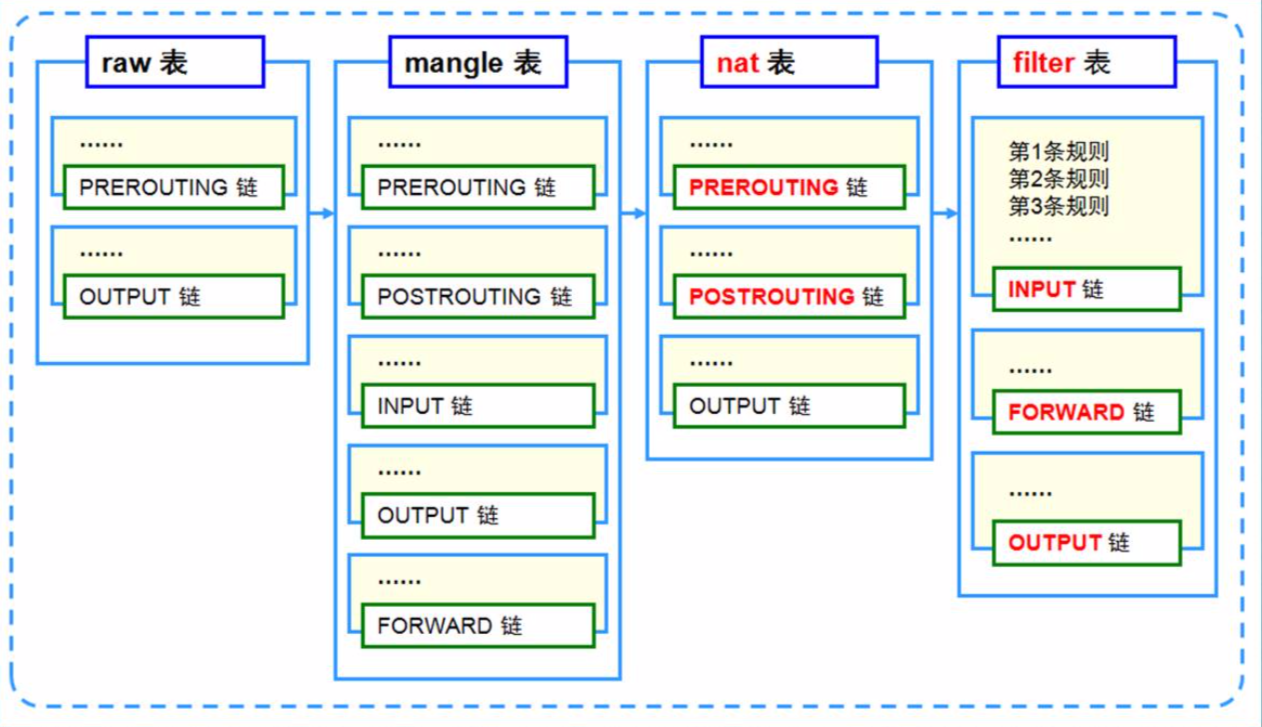 raw 表
……
PREROUTING 链
……
OUTPUT 链
mangle 表
……
PREROUTING 链
……
POSTROUTING 链
……
INPUT 链
……
OUTPUT 链
……
FORWARD 链
nat 表
……
PREROUTING 链
……
POSTROUTING 链
……
OUTPUT 链
filter 表
第1条规则
第2条规则
第3条规则
……
INPUT 链
……
FORWARD 链
……
OUTPUT 链